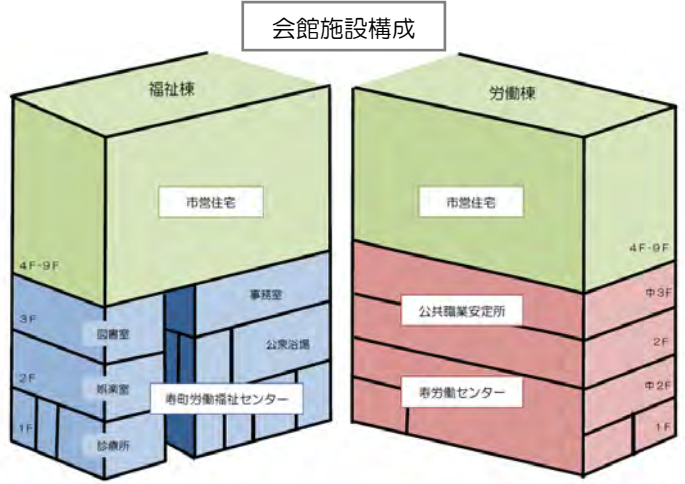 会館施設構成
福祉棟
市営住宅
4F-9F
3F
図書室
事務室
公衆浴場
2F
娯楽室
寿町労働福祉センター
1F
診療所
労働棟
市営住宅
4F-9F
中3F
公共職業安定所
2F
寿労働センター
中2F
1F